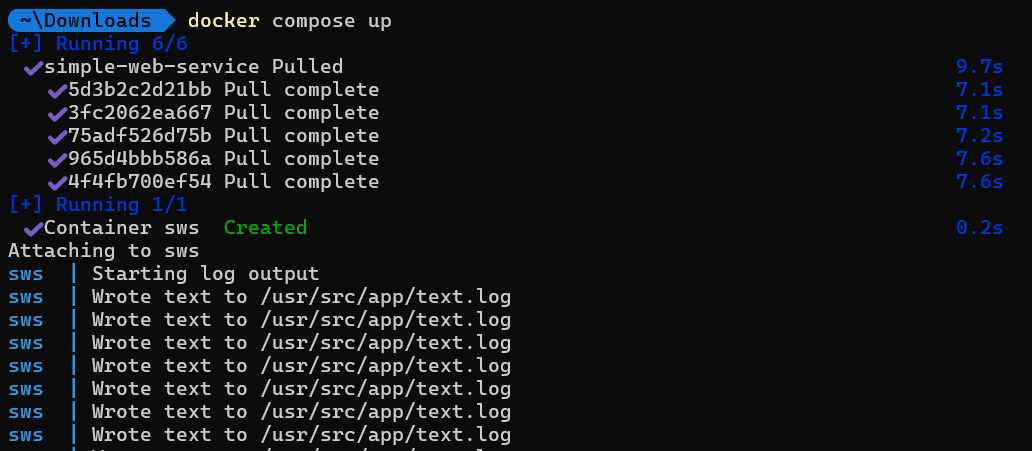 ~\Downloads docker compose up
[+] Running 6/6
✔simple-web-service Pulled 9.7s
✔5d3b2c2d21bb Pull complete 7.1s
✔3fc2062ea667 Pull complete 7.1s
✔75adf526d75b Pull complete 7.2s
✔965d4bbb586a Pull complete 7.6s
✔4f4fb700ef54 Pull complete 7.6s
[+] Running 1/1
✔Container sws  Created 0.2s
Attaching to sws
sws  | Starting log output
sws  | Wrote text to /usr/src/app/text.log
sws  | Wrote text to /usr/src/app/text.log
sws  | Wrote text to /usr/src/app/text.log
sws  | Wrote text to /usr/src/app/text.log
sws  | Wrote text to /usr/src/app/text.log
sws  | Wrote text to /usr/src/app/text.log
sws  | Wrote text to /usr/src/app/text.log